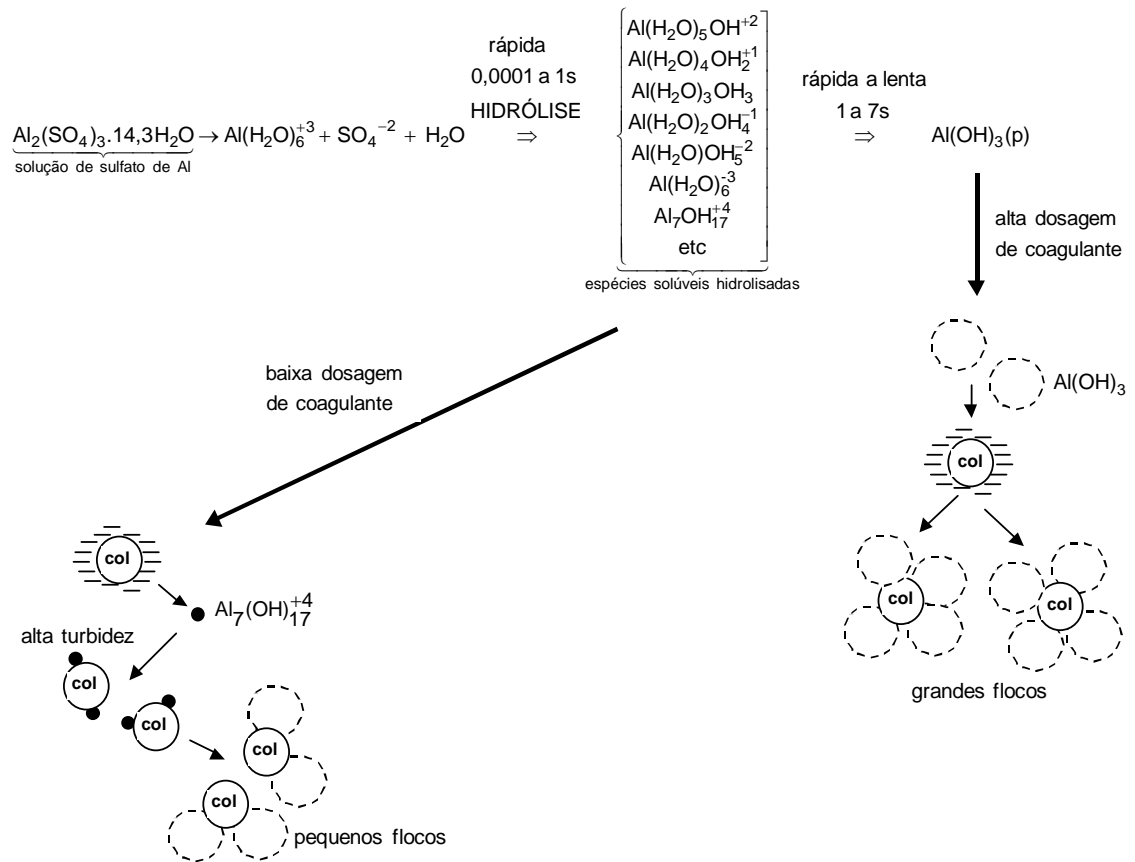 rápida
0,0001 a 1s
HIDRÓLISE
Al₂(SO₄)₃.14,3H₂O → Al(H₂O)₆⁺³ + SO₄⁻² + H₂O ⇒
solução de sulfato de Al
Al(H₂O)₅OH⁺²
Al(H₂O)₄OH₂⁺¹
Al(H₂O)₃OH₃
Al(H₂O)₂OH₄⁻¹
Al(H₂O)OH₅⁻²
Al(H₂O)₆⁻³
Al₇OH₁₇⁺⁴
etc
espécies solúveis hidrolisadas
rápida a lenta
1 a 7s
⇒
Al(OH)₃(p)
alta dosagem
de coagulante
Al(OH)₃
col
col
col
grandes flocos
baixa dosagem
de coagulante
col
Al₇(OH)₁₇⁺⁴
alta turbidez
col
col
col
col
pequenos flocos